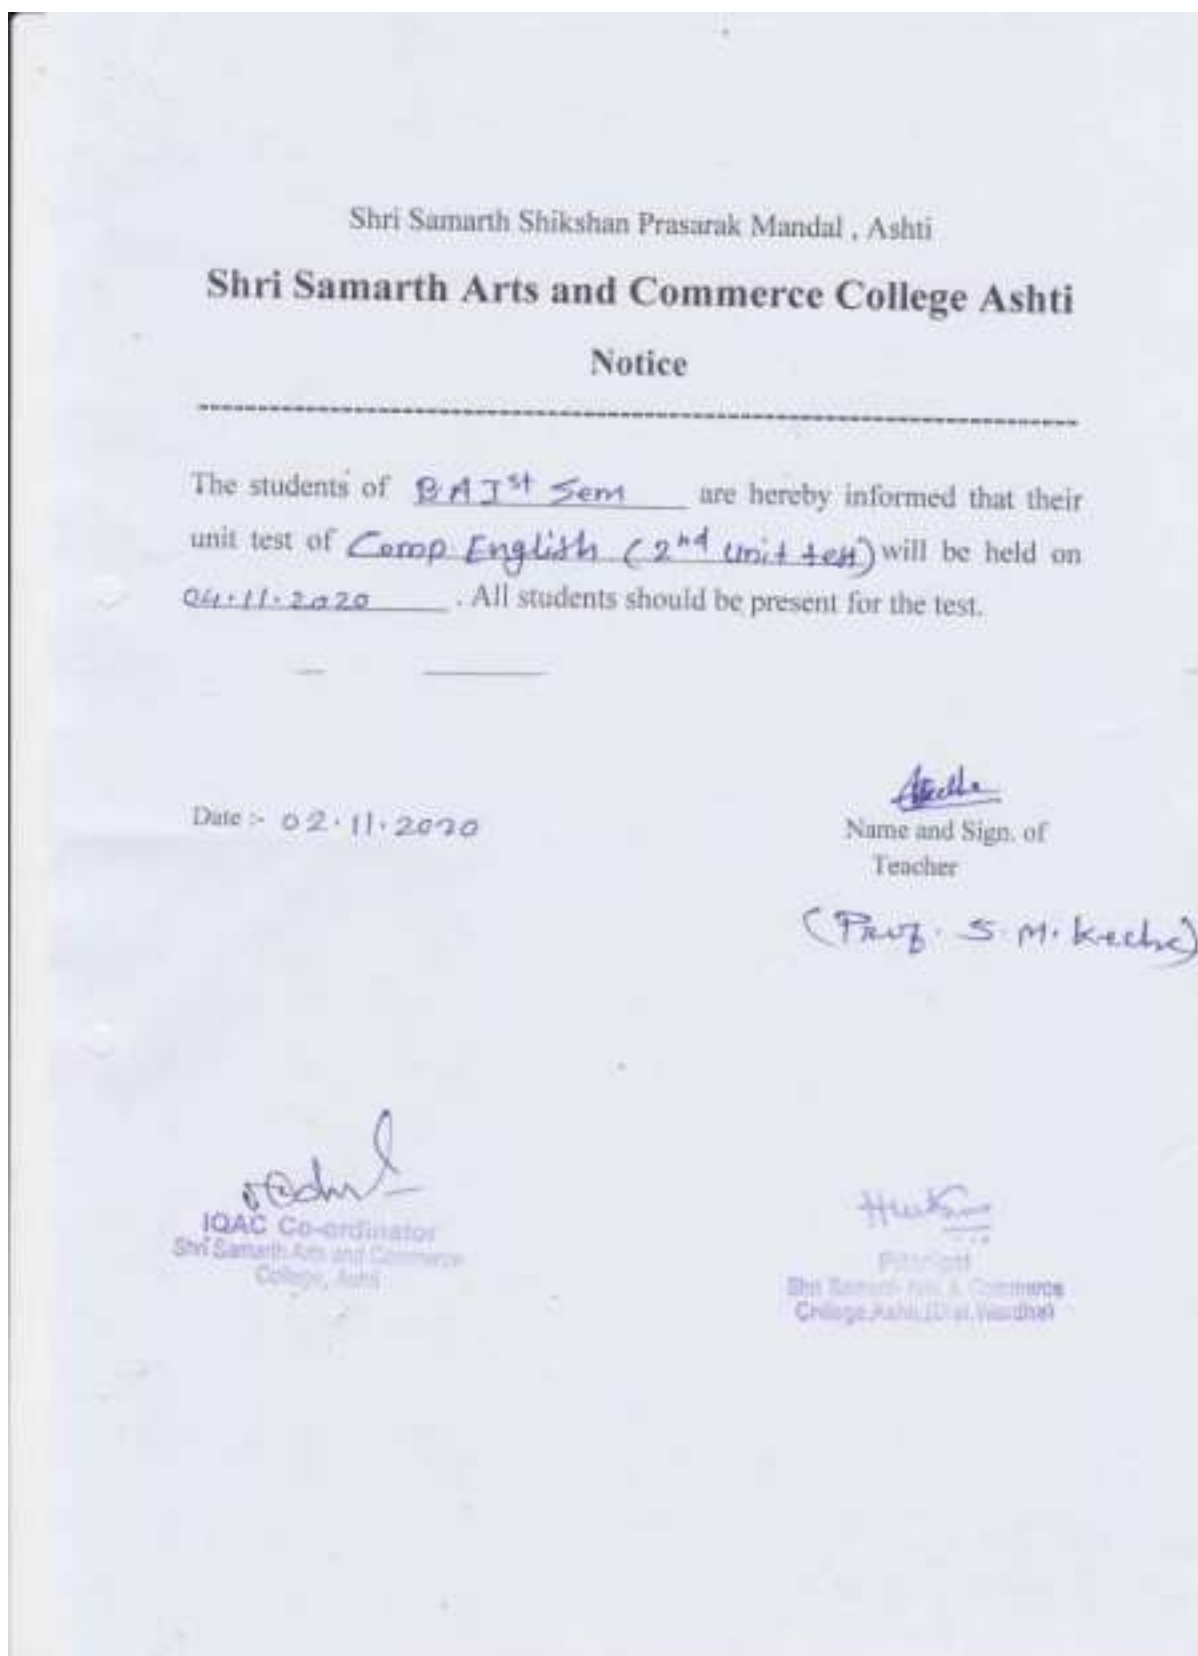 Shri Samarth Shikshan Prasarak Mandal , Ashti
Shri Samarth Arts and Commerce College Ashti
Notice
The students of BA Ist Sem are hereby informed that their
unit test of Comp English (2nd unit test) will be held on
04.11.2020 . All students should be present for the test.
Date :- 02.11.2020
Name and Sign. of
Teacher
(Prof. S. M. Keche)
IQAC Co-ordinator
Shri Samarth Arts and Commerce
College, Ashti
Principal
Shri Samarth Arts & Commerce
College,Ashti,(Dist.Wardha)